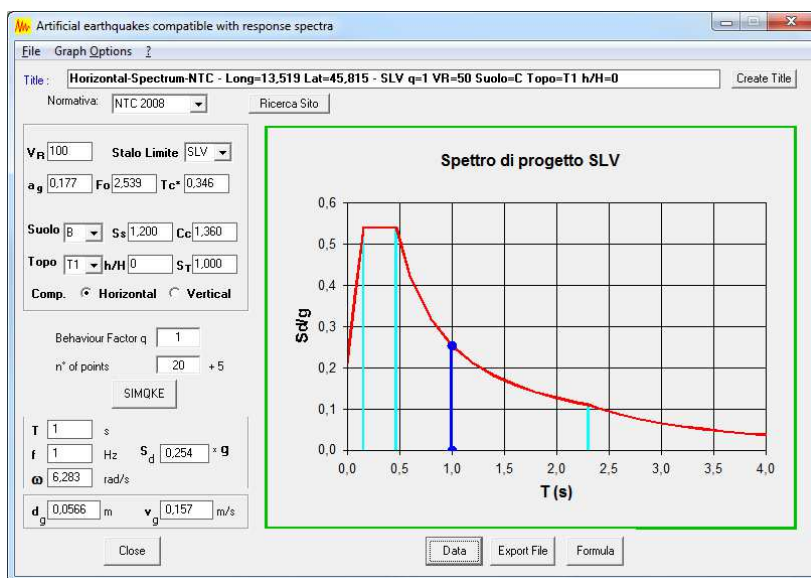 Artificial earthquakes compatible with response spectra
File Graph Options ?
Title : Horizontal-Spectrum-NTC - Long=13,519 Lat=45,815 - SLV q=1 VR=50 Suolo=C Topo=T1 h/H=0 Create Title
Normativa: NTC 2008 Ricerca Sito
VR 100 Stalo Limite SLV
ag 0,177 Fo 2,539 Tc* 0,346
Suolo B Ss 1,200 Cc 1,360
Topo T1 h/H 0 ST 1,000
Comp. Horizontal Vertical
Behaviour Factor q 1
n° of points 20 + 5
SIMQKE
T 1 s
f 1 Hz Sd 0,254 x g
ω 6,283 rad/s
dg 0,0566 m vg 0,157 m/s
Close
Spettro di progetto SLV
Sd/g
0,6
0,5
0,4
0,3
0,2
0,1
0,0
0,0 0,5 1,0 1,5 2,0 2,5 3,0 3,5 4,0
T (s)
Data Export File Formula